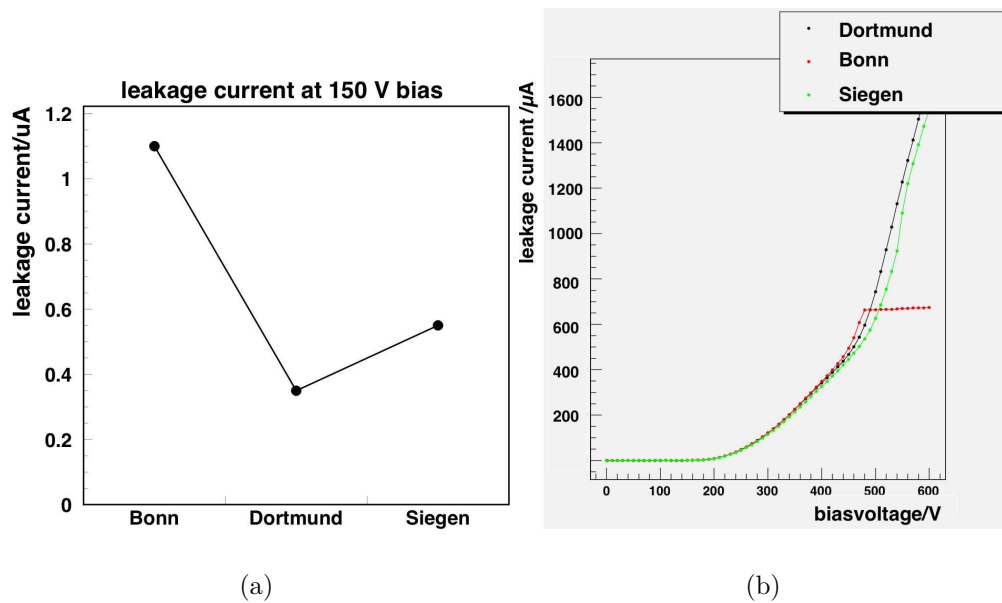 leakage current at 150 V bias
leakage current/uA
1.2
1
0.8
0.6
0.4
0.2
0
Bonn Dortmund Siegen
(a)
Dortmund
Bonn
Siegen
leakage current /µA
1600
1400
1200
1000
800
600
400
200
0 100 200 300 400 500 600
biasvoltage/V
(b)